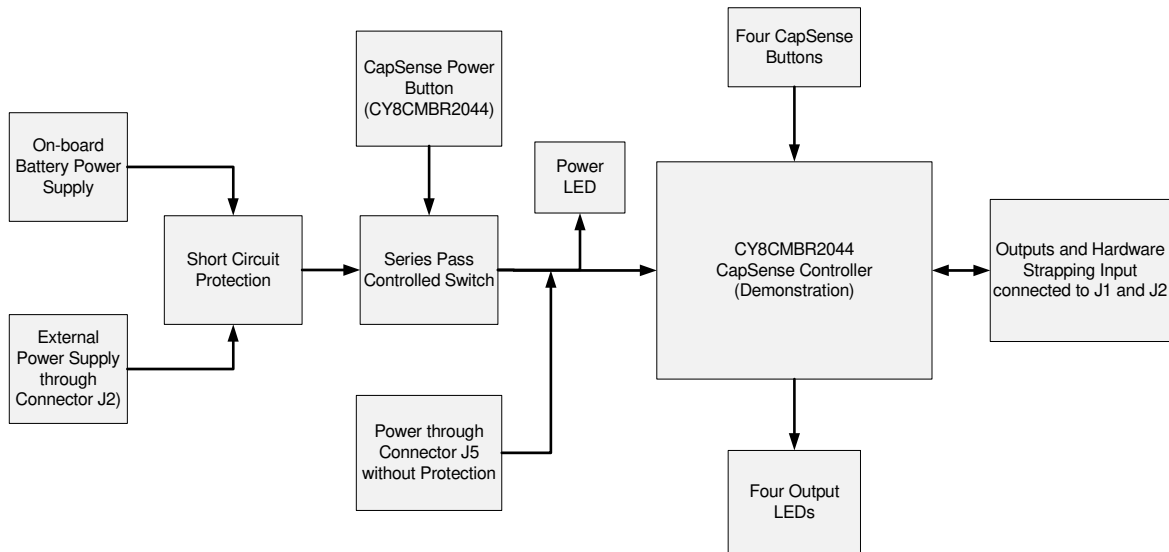 Four CapSense
Buttons
CapSense Power
Button
(CY8CMBR2044)
On-board
Battery Power
Supply
Power
LED
Short Circuit
Protection
Series Pass
Controlled Switch
CY8CMBR2044
CapSense Controller
(Demonstration)
Outputs and Hardware
Strapping Input
connected to J1 and J2
External
Power Supply
through
Connector J2)
Power through
Connector J5
without Protection
Four Output
LEDs